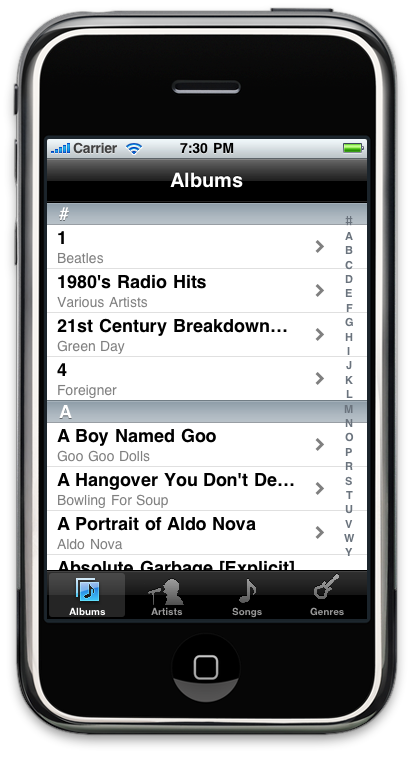 Carrier 7:30 PM
Albums
#
1
Beatles
1980's Radio Hits
Various Artists
21st Century Breakdown...
Green Day
4
Foreigner
A
A Boy Named Goo
Goo Goo Dolls
A Hangover You Don't De...
Bowling For Soup
A Portrait of Aldo Nova
Aldo Nova
Absolute Garbage [Explicit]
#
A
B
C
D
E
F
G
H
I
J
K
L
M
N
O
P
R
S
T
U
V
W
Y
Albums Artists Songs Genres